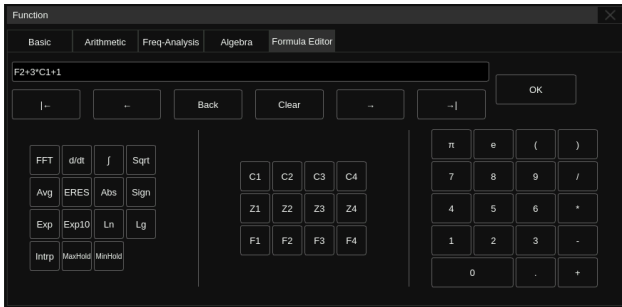 Function
Basic Arithmetic Freq-Analysis Algebra Formula Editor
F2+3*C1+1
OK
|← ← Back Clear → →|
π e ( )
FFT d/dt ∫ Sqrt
C1 C2 C3 C4
7 8 9 /
Avg ERES Abs Sign
Z1 Z2 Z3 Z4
4 5 6 *
Exp Exp10 Ln Lg
F1 F2 F3 F4
1 2 3 -
Intrp MaxHold MinHold
0 . +